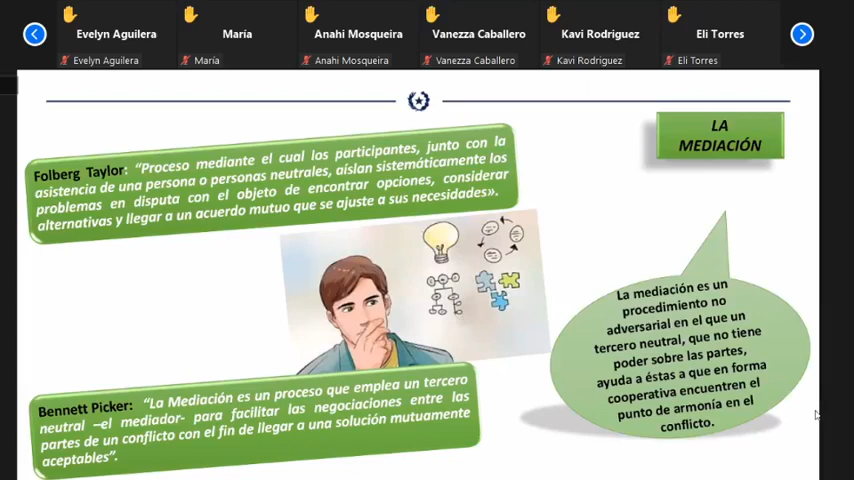 Evelyn Aguilera
María
Anahi Mosqueira
Vanezza Caballero
Kavi Rodriguez
Eli Torres
Evelyn Aguilera
María
Anahi Mosqueira
Vanezza Caballero
Kavi Rodriguez
Eli Torres
LA
MEDIACIÓN
Folberg Taylor: “Proceso mediante el cual los participantes, junto con la
asistencia de una persona o personas neutrales, aíslan sistemáticamente los
problemas en disputa con el objeto de encontrar opciones, considerar
alternativas y llegar a un acuerdo mutuo que se ajuste a sus necesidades».
La mediación es un
procedimiento no
adversarial en el que un
tercero neutral, que no tiene
poder sobre las partes,
ayuda a éstas a que en forma
cooperativa encuentren el
punto de armonía en el
conflicto.
Bennett Picker: “La Mediación es un proceso que emplea un tercero
neutral –el mediador- para facilitar las negociaciones entre las
partes de un conflicto con el fin de llegar a una solución mutuamente
aceptables”.